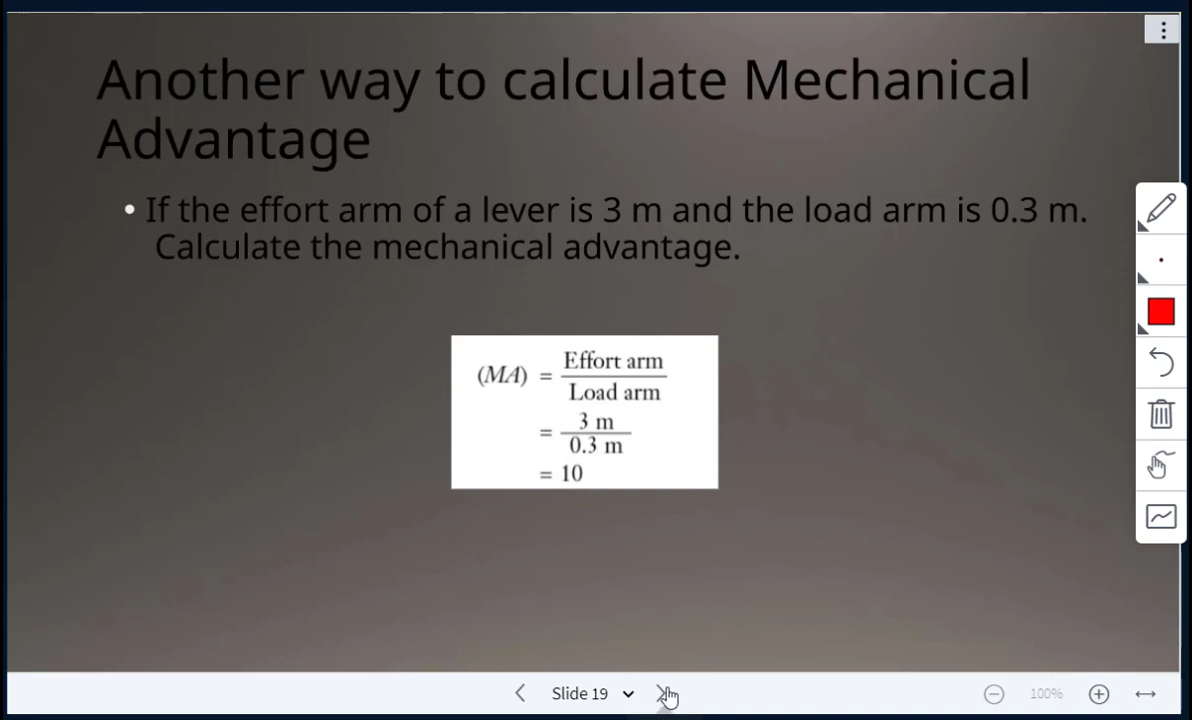 Another way to calculate Mechanical
Advantage
• If the effort arm of a lever is 3 m and the load arm is 0.3 m.
Calculate the mechanical advantage.
(MA) = Effort arm / Load arm
= 3 m / 0.3 m
= 10
Slide 19
100%